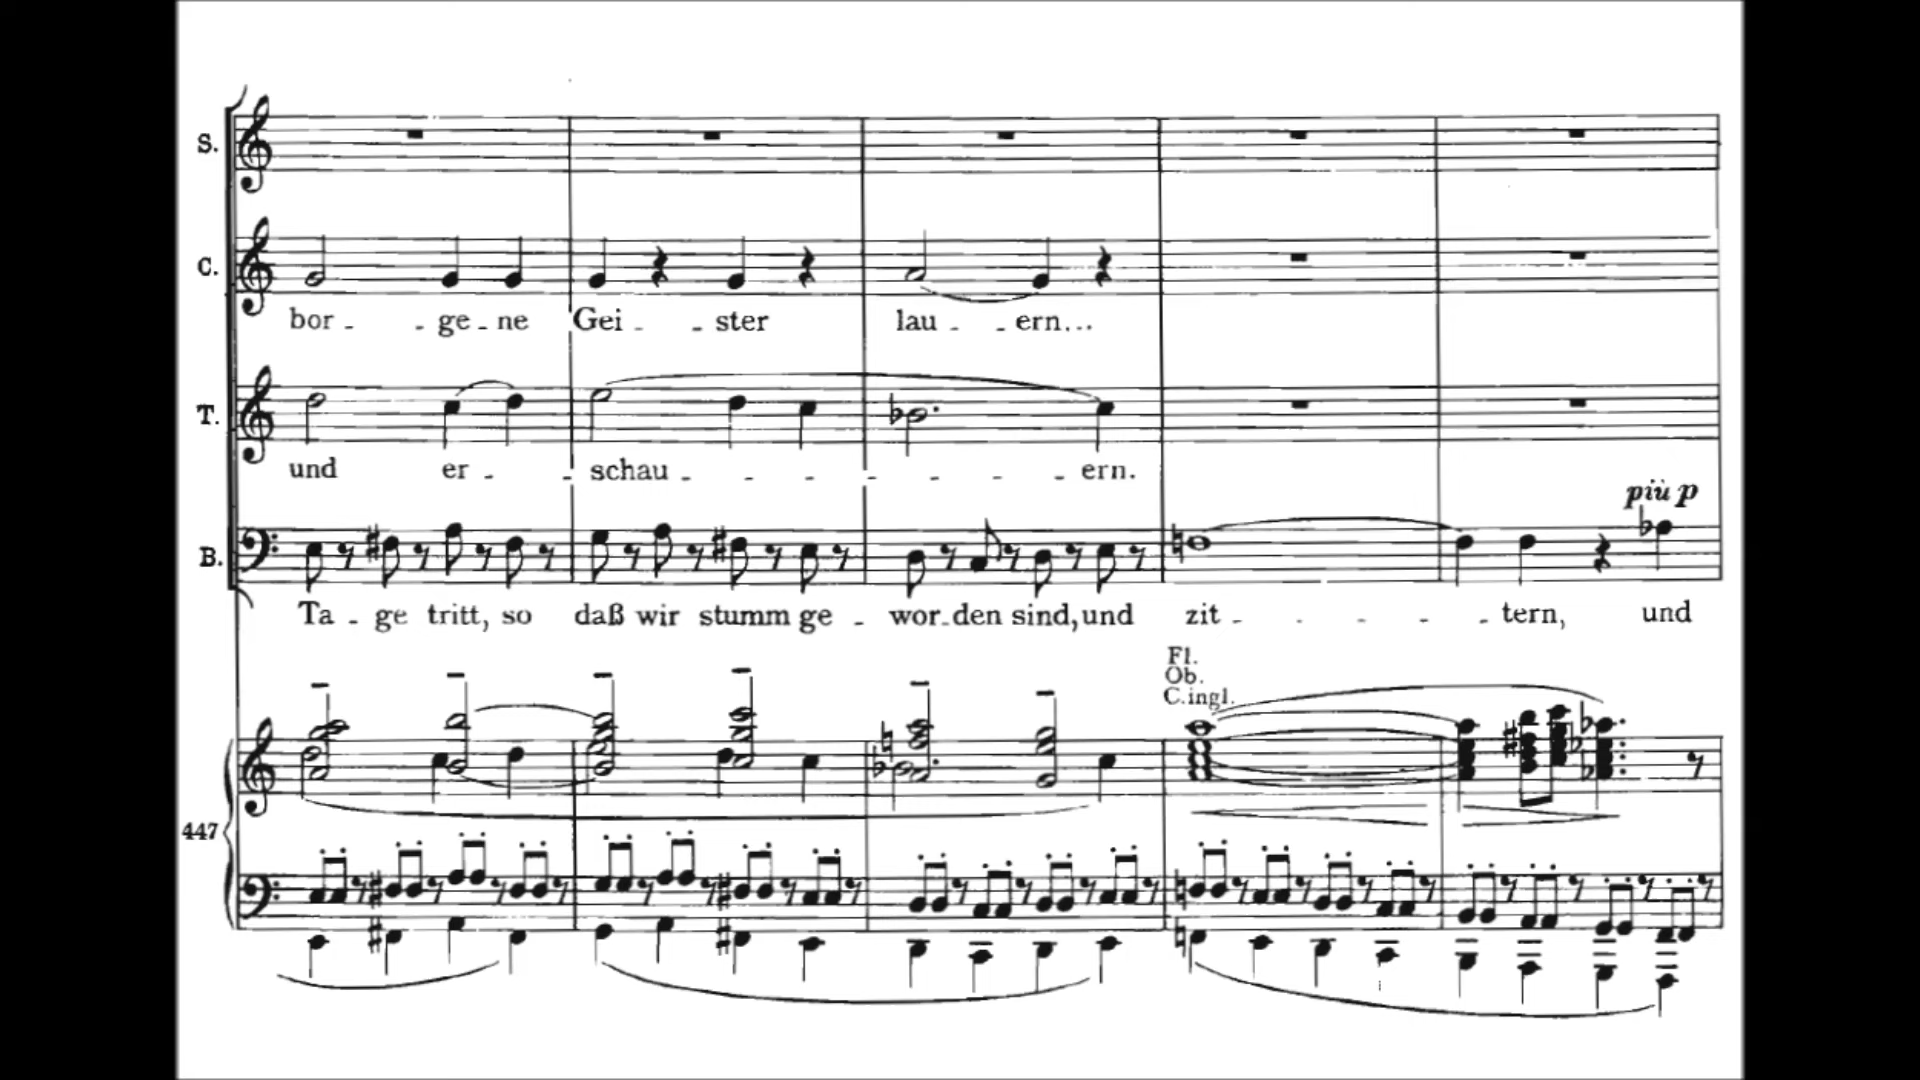 S.
C.
bor - - ge - ne Gei - - ster lau - - ern...
T.
und er - - schau - - - - - - - ern.
più p
B.
Ta - ge tritt, so daß wir stumm ge - wor - den sind, und zit - - - - - tern, und
Fl.
Ob.
C.ingl.
447